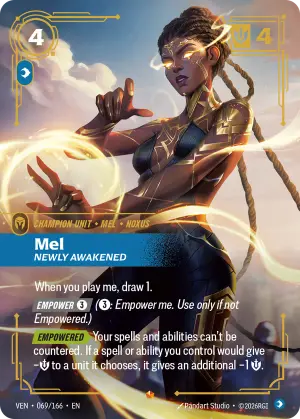 4
4
CHAMPION UNIT • MEL • NOXUS
Mel
NEWLY AWAKENED
When you play me, draw 1.
EMPOWER 3 (3: Empower me. Use only if not
Empowered.)
EMPOWERED Your spells and abilities can't be
countered. If a spell or ability you control would give
- to a unit it chooses, it gives an additional -1.
VEN • 069/166 • EN
Pandart Studio • ©2026RGI